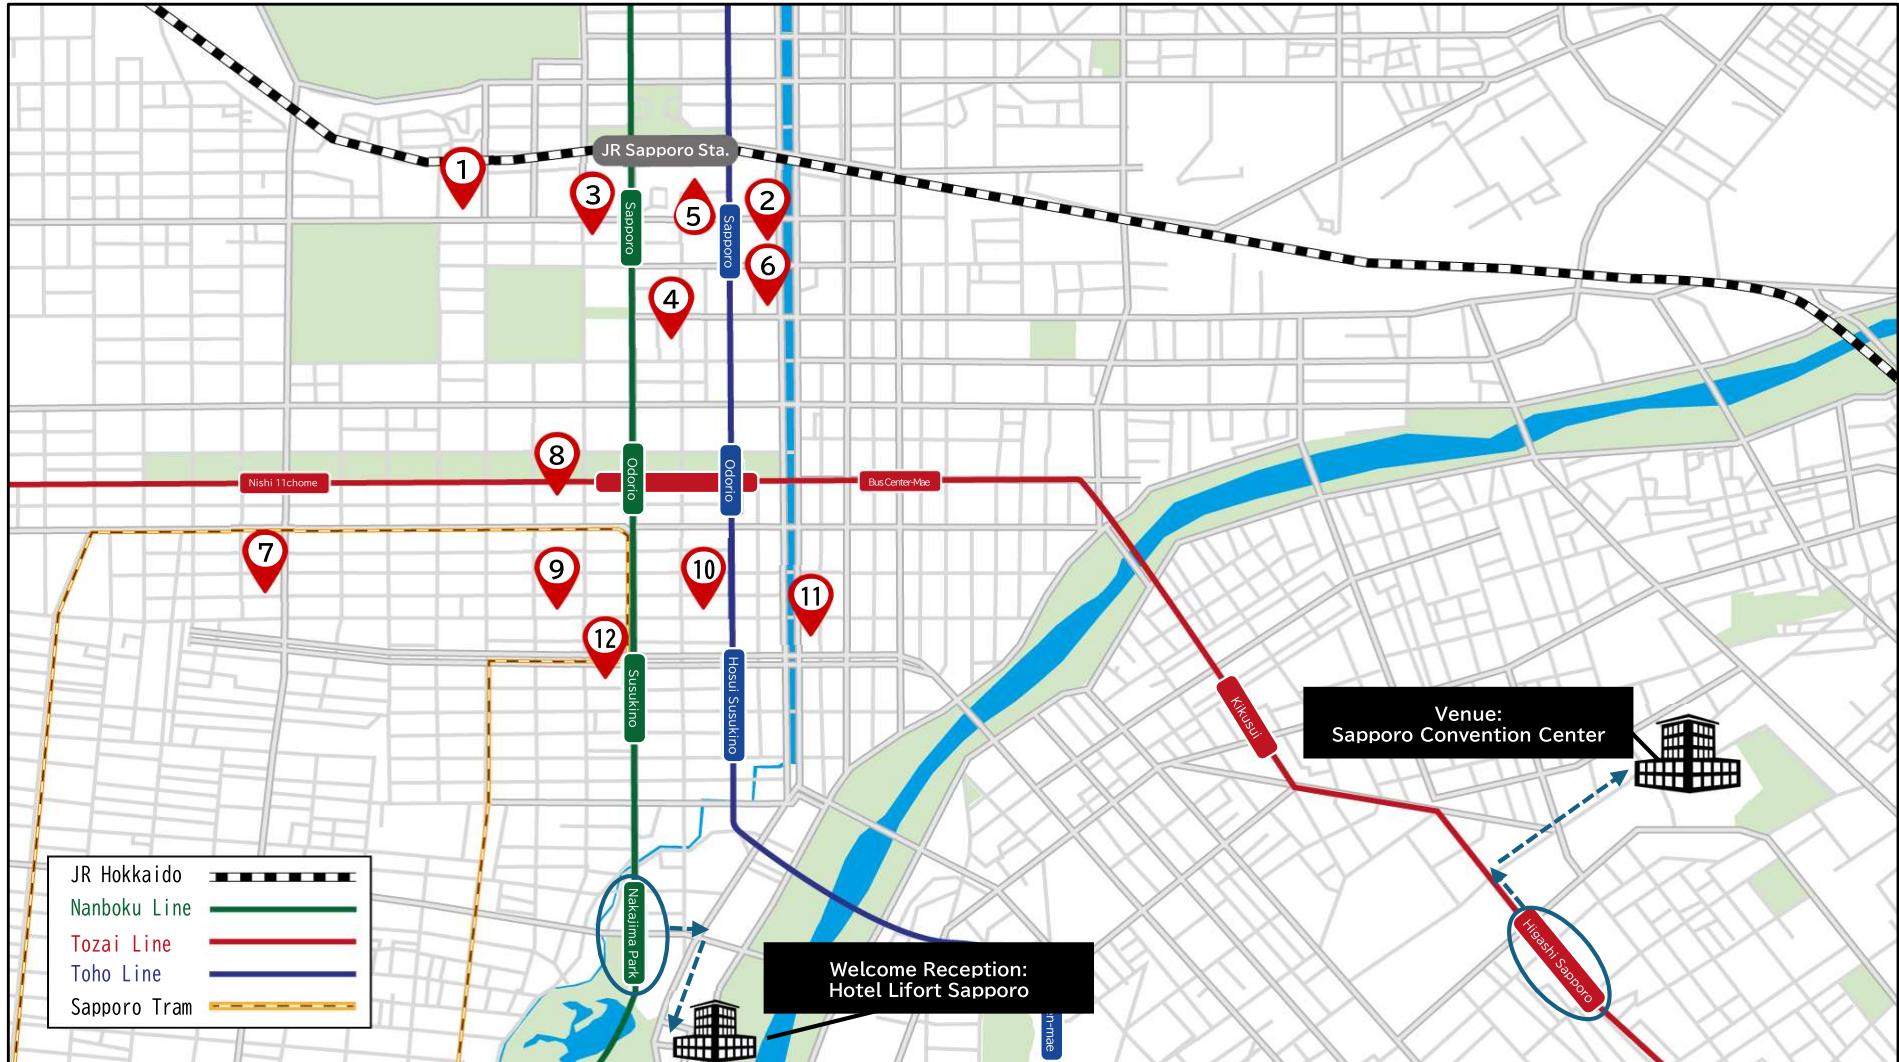 JR Sapporo Sta.
1
3
5
2
Sapporo
Sapporo
6
4
8
Odorio
Odorio
Nishi 11chome
Bus Center-Mae
7
9
10
11
12
Susukino
Hosui Susukino
Kikusui
Venue:
Sapporo Convention Center
JR Hokkaido
Nanboku Line
Tozai Line
Toho Line
Sapporo Tram
Nakajima Park
Higashi Sapporo
Welcome Reception:
Hotel Lifort Sapporo
en-mae